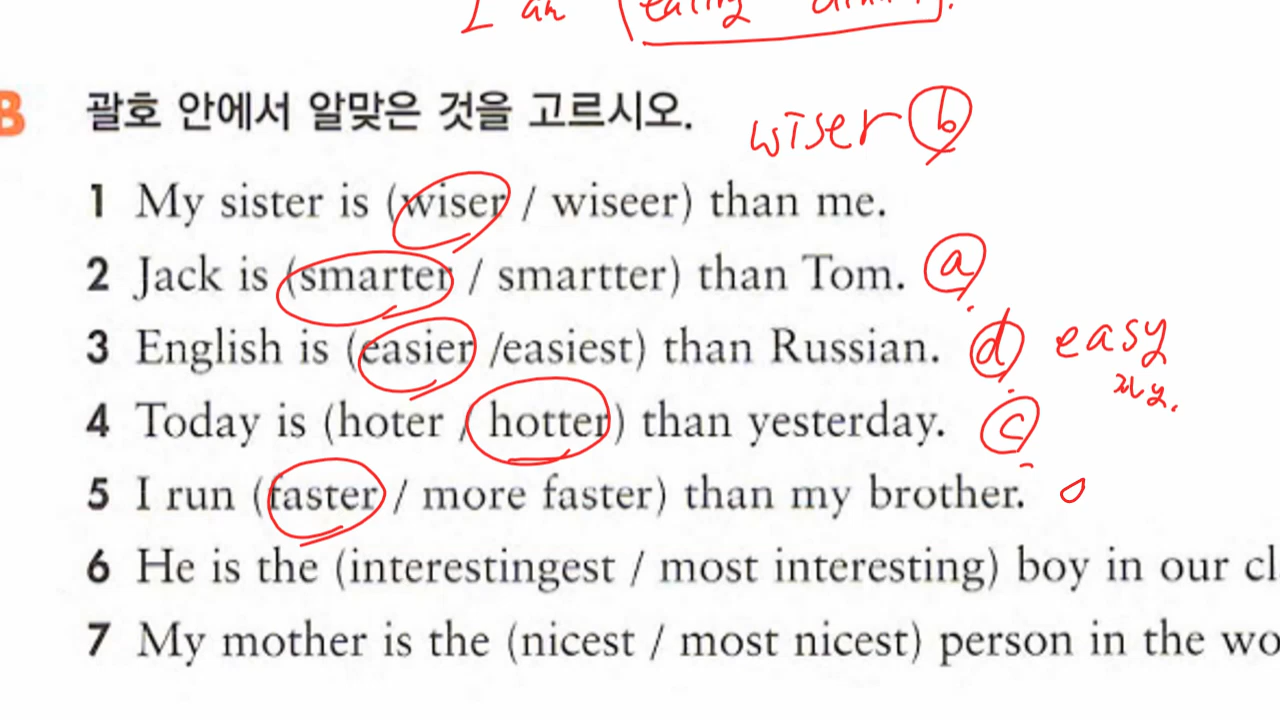 I am eating
B 괄호 안에서 알맞은 것을 고르시오.
wiser b
1 My sister is (wiser / wiseer) than me.
2 Jack is (smarter / smartter) than Tom. a
3 English is (easier /easiest) than Russian. d easy
4 Today is (hoter / hotter) than yesterday. c
5 I run (faster / more faster) than my brother.
6 He is the (interestingest / most interesting) boy in our cl
7 My mother is the (nicest / most nicest) person in the wo